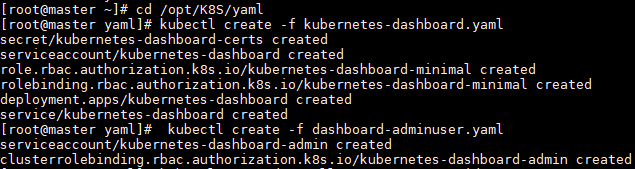 [root@master ~]# cd /opt/K8S/yaml
[root@master yaml]# kubectl create -f kubernetes-dashboard.yaml
secret/kubernetes-dashboard-certs created
serviceaccount/kubernetes-dashboard created
role.rbac.authorization.k8s.io/kubernetes-dashboard-minimal created
rolebinding.rbac.authorization.k8s.io/kubernetes-dashboard-minimal created
deployment.apps/kubernetes-dashboard created
service/kubernetes-dashboard created
[root@master yaml]#  kubectl create -f dashboard-adminuser.yaml
serviceaccount/kubernetes-dashboard-admin created
clusterrolebinding.rbac.authorization.k8s.io/kubernetes-dashboard-admin created